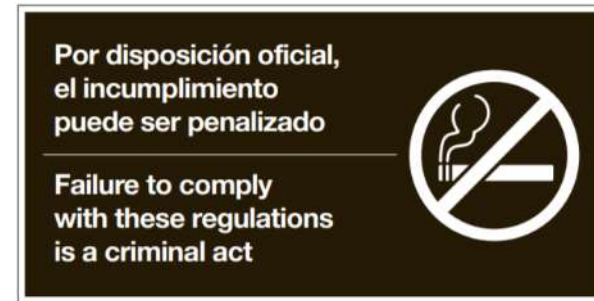 Por disposición oficial,
el incumplimiento
puede ser penalizado
Failure to comply
with these regulations
is a criminal act